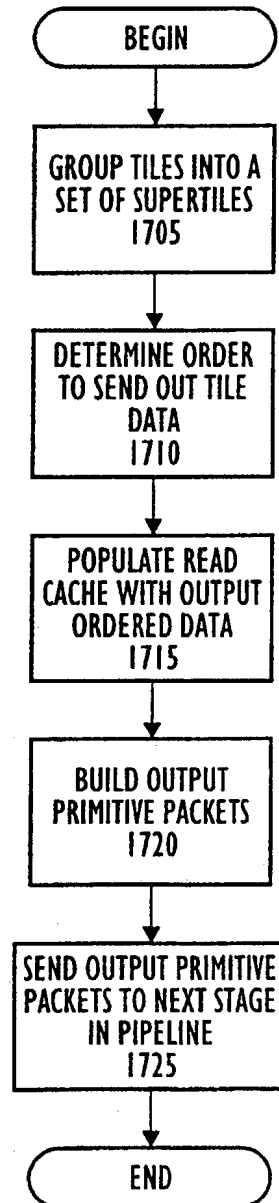 BEGIN
GROUP TILES INTO A
SET OF SUPERTILES
1705
DETERMINE ORDER
TO SEND OUT TILE
DATA
1710
POPULATE READ
CACHE WITH OUTPUT
ORDERED DATA
1715
BUILD OUTPUT
PRIMITIVE PACKETS
1720
SEND OUTPUT PRIMITIVE
PACKETS TO NEXT STAGE
IN PIPELINE
1725
END